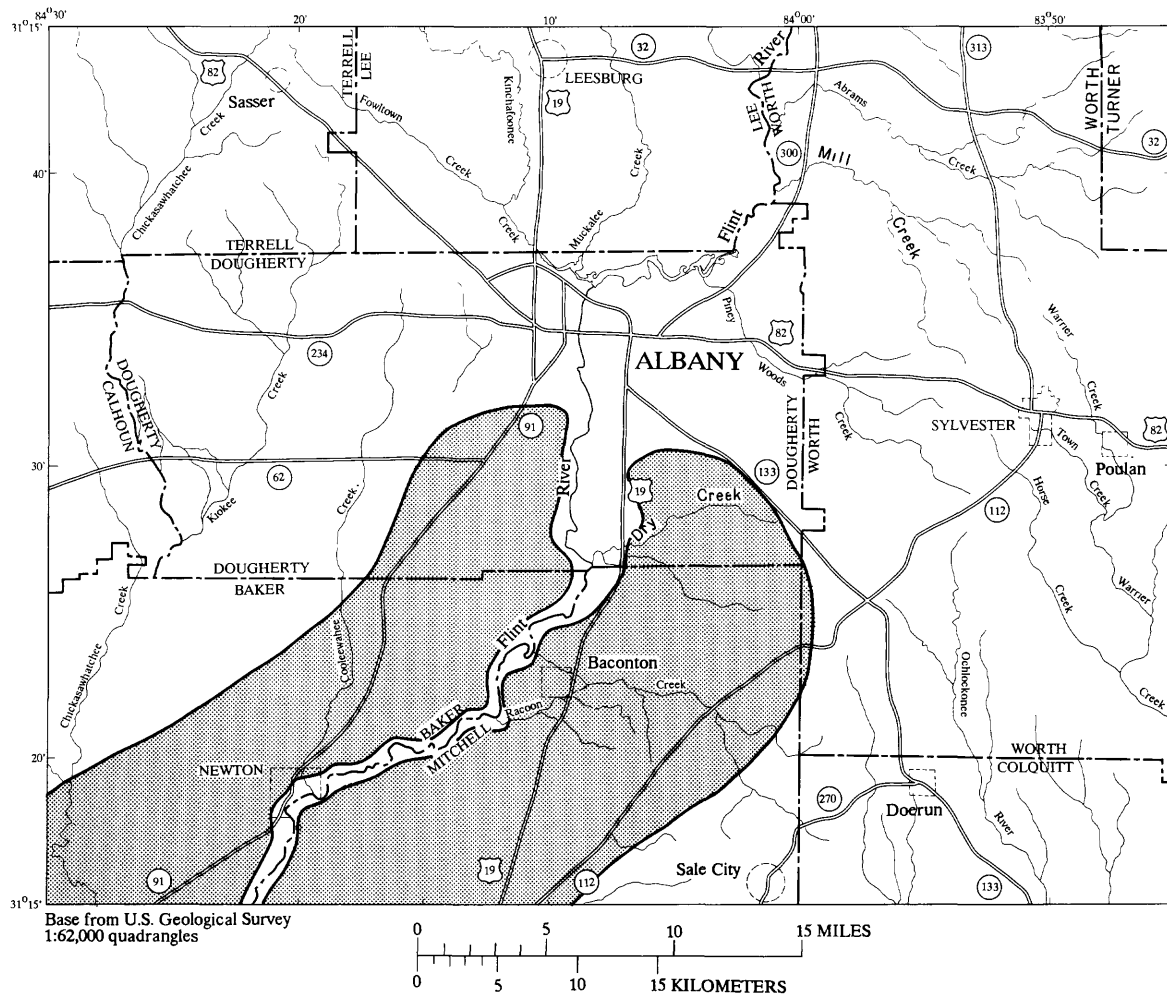 84°30'
20'
10'
84°00'
83°50'
31°15'
TERRELL
LEE
82
Sasser
Creek
Fowltown
Creek
Kinchafoonee
Creek
LEESBURG
19
32
River
LEE
WORTH
300
Abrams
Creek
Mill
Creek
313
WORTH
TURNER
32
40'
Chickasawhatchee
Muckalee
Flint
TERRELL
DOUGHERTY
Piney
Woods
Creek
82
Warrier
Creek
234
ALBANY
DOUGHERTY
CALHOUN
Creek
DOUGHERTY
WORTH
SYLVESTER
82
Town
Creek
Poulan
91
30'
62
Kiokee
Creek
River
19
133
Dry
Creek
Horse
Creek
112
Warrier
Creek
DOUGHERTY
BAKER
Creek
Chickasawhatchee
Cooleewahee
Flint
Baconton
Racoon
Creek
Ochlockonee
River
BAKER
MITCHELL
20'
NEWTON
WORTH
COLQUITT
270
Doerun
91
19
112
Sale City
133
31°15'
Base from U.S. Geological Survey
1:62,000 quadrangles
0 5 10 15 MILES
0 5 10 15 KILOMETERS